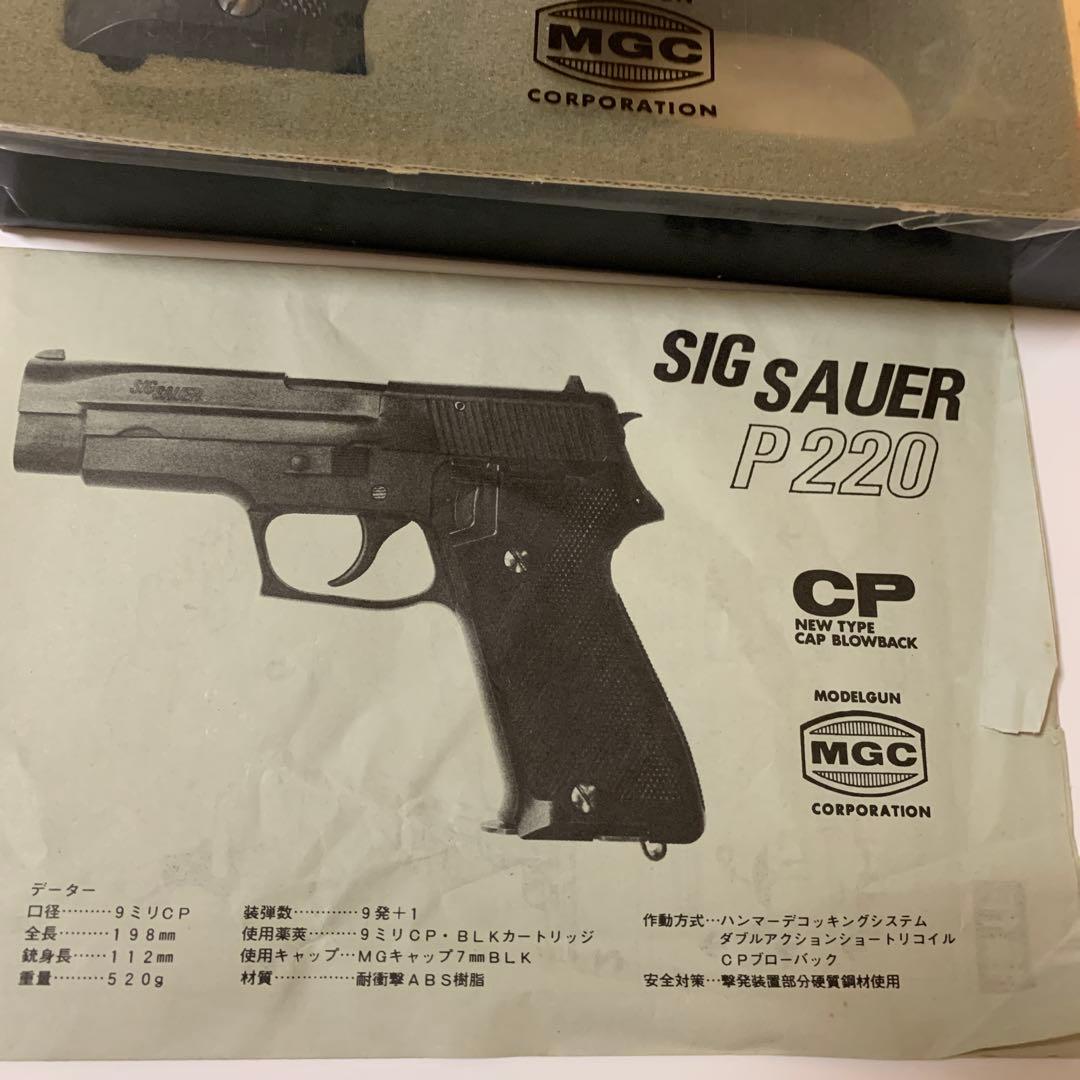 MGC
CORPORATION
SIG SAUER
SIG SAUER
P220
CP
NEW TYPE
CAP BLOWBACK
MODELGUN
MGC
CORPORATION
データー
口径………9ミリCP
全長………198㎜
銃身長……112㎜
重量………520g
装弾数…………9発+1
使用薬莢………9ミリCP・BLKカートリッジ
使用キャップ…MGキャップ7㎜BLK
材質……………耐衝撃ABS樹脂
作動方式…ハンマーデコッキングシステム
ダブルアクションショートリコイル
CPブローバック
安全対策…撃発装置部分硬質鋼材使用